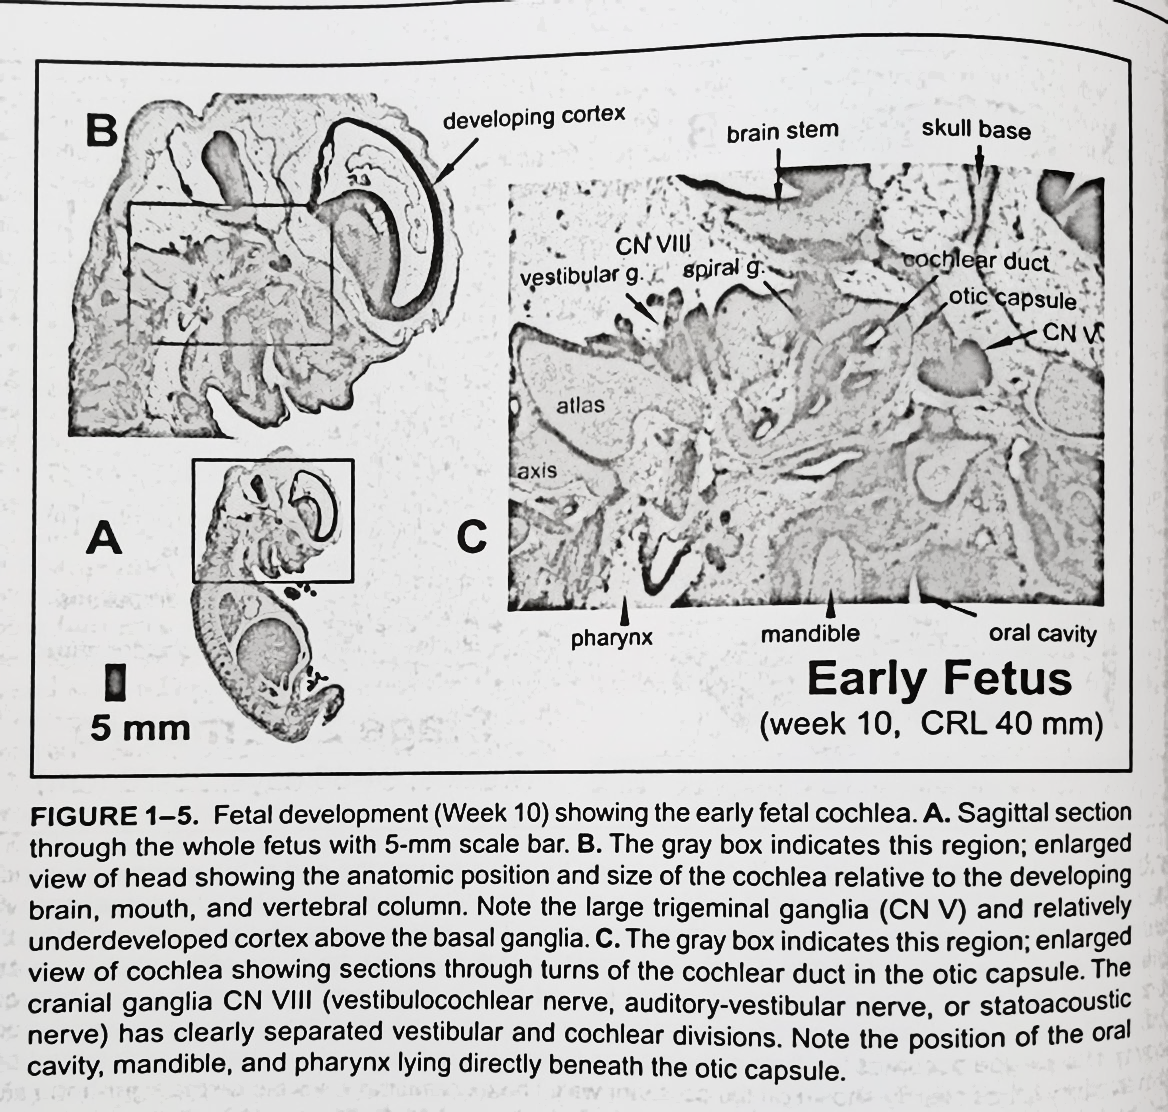 B
developing cortex
brain stem
skull base
CN VIII
vestibular g.
spiral g.
cochlear duct
otic capsule
CN V
atlas
axis
A
C
pharynx
mandible
oral cavity
5 mm
Early Fetus
(week 10, CRL 40 mm)
FIGURE 1–5. Fetal development (Week 10) showing the early fetal cochlea. A. Sagittal section
through the whole fetus with 5-mm scale bar. B. The gray box indicates this region; enlarged
view of head showing the anatomic position and size of the cochlea relative to the developing
brain, mouth, and vertebral column. Note the large trigeminal ganglia (CN V) and relatively
underdeveloped cortex above the basal ganglia. C. The gray box indicates this region; enlarged
view of cochlea showing sections through turns of the cochlear duct in the otic capsule. The
cranial ganglia CN VIII (vestibulocochlear nerve, auditory-vestibular nerve, or statoacoustic
nerve) has clearly separated vestibular and cochlear divisions. Note the position of the oral
cavity, mandible, and pharynx lying directly beneath the otic capsule.